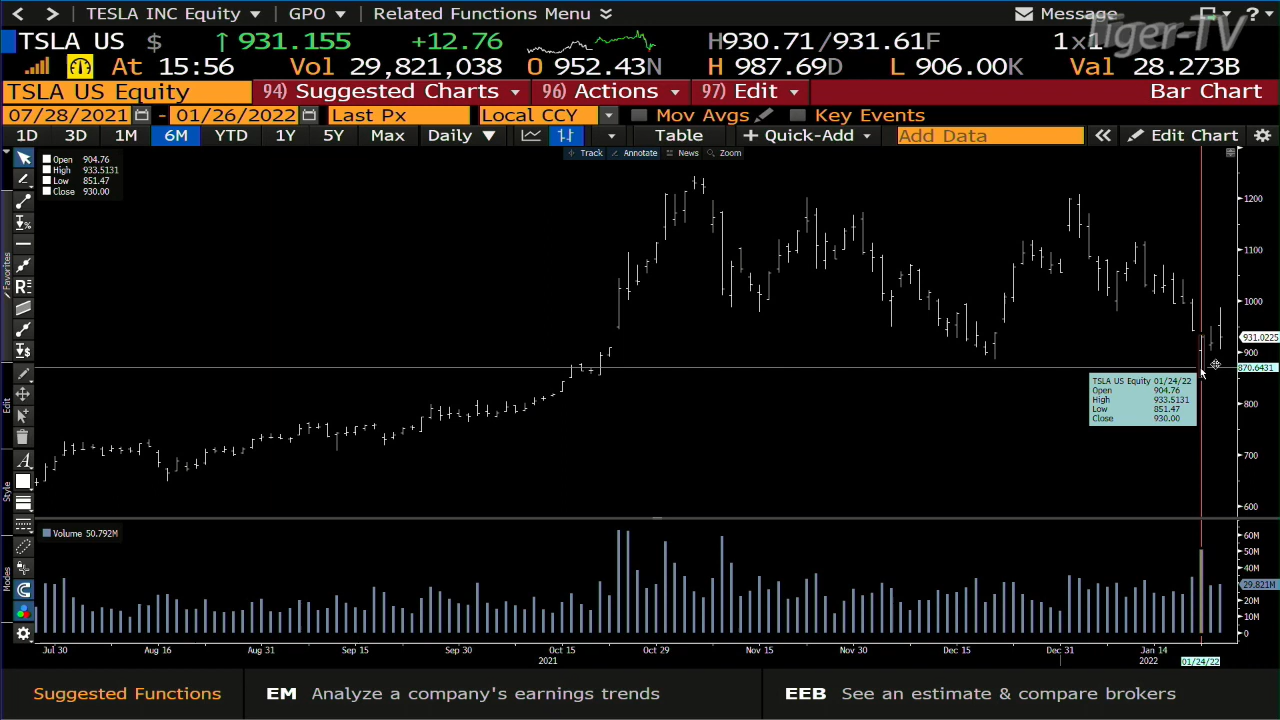 TESLA INC Equity GPO Related Functions Menu Message
Tiger-TV
TSLA US $ ↑ 931.155 +12.76 H930.71/931.61F 1x1
At 15:56 Vol 29,821,038 O 952.43N H 987.69D L 906.00K Val 28.273B
TSLA US Equity 94) Suggested Charts 96) Actions 97) Edit Bar Chart
07/28/2021 - 01/26/2022 Last Px Local CCY Mov Avgs Key Events
1D 3D 1M 6M YTD 1Y 5Y Max Daily ▼ Table + Quick-Add Add Data « Edit Chart
Track Annotate News Zoom
Open 904.76
High 933.5131
Low 851.47
Close 930.00
1200
1100
1000
931.0225
900
870.6431
800
700
600
TSLA US Equity 01/24/22
Open 904.76
High 933.5131
Low 851.47
Close 930.00
Favorites
Edit
Style
Modes
Volume 50.792M
60M
50M
40M
29.821M
20M
10M
0
Jul 30 Aug 16 Aug 31 Sep 15 Sep 30 Oct 15 Oct 29 Nov 15 Nov 30 Dec 15 Dec 31 Jan 14
2021 2022 01/24/22
Suggested Functions EM Analyze a company's earnings trends EEB See an estimate & compare brokers